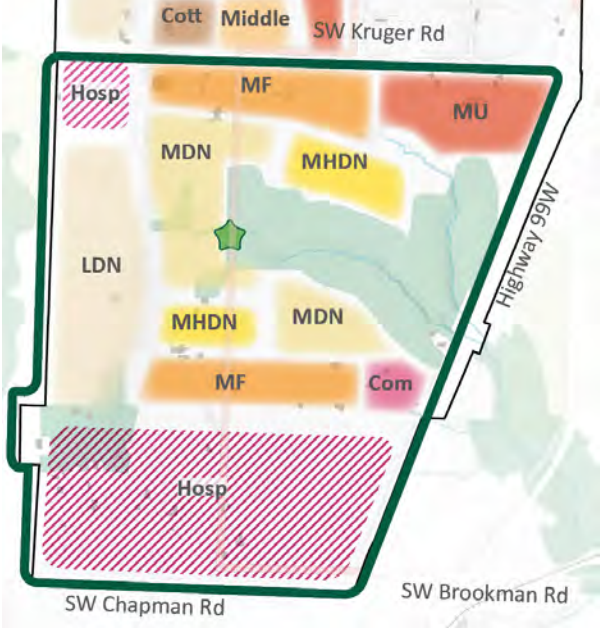 Cott
Middle
SW Kruger Rd
Hosp
MF
MU
MDN
MHDN
LDN
Highway 99W
MHDN
MDN
MF
Com
Hosp
SW Chapman Rd
SW Brookman Rd